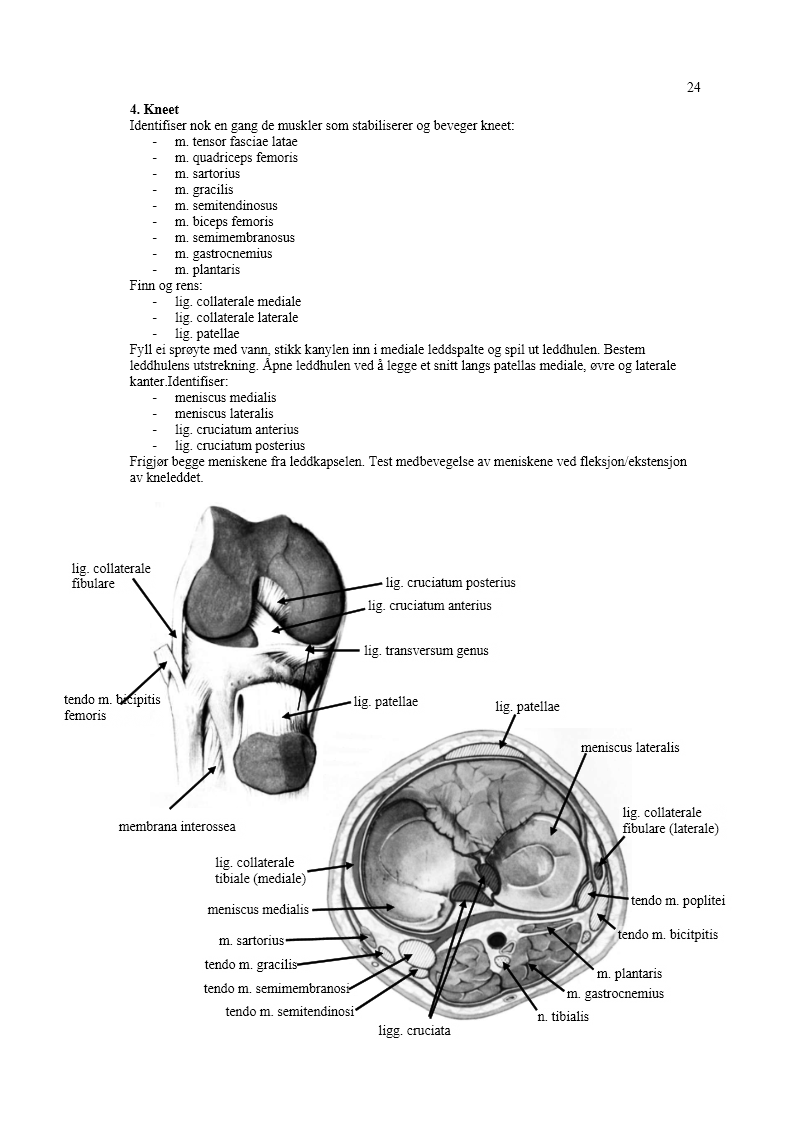 24
4. Kneet
Identifiser nok en gang de muskler som stabiliserer og beveger kneet:
- m. tensor fasciae latae
- m. quadriceps femoris
- m. sartorius
- m. gracilis
- m. semitendinosus
- m. biceps femoris
- m. semimembranosus
- m. gastrocnemius
- m. plantaris
Finn og rens:
- lig. collaterale mediale
- lig. collaterale laterale
- lig. patellae
Fyll ei sprøyte med vann, stikk kanylen inn i mediale leddspalte og spil ut leddhulen. Bestem
leddhulens utstrekning. Åpne leddhulen ved å legge et snitt langs patellas mediale, øvre og laterale
kanter.Identifiser:
- meniscus medialis
- meniscus lateralis
- lig. cruciatum anterius
- lig. cruciatum posterius
Frigjør begge meniskene fra leddkapselen. Test medbevegelse av meniskene ved fleksjon/ekstensjon
av kneleddet.
lig. collaterale
fibulare
lig. cruciatum posterius
lig. cruciatum anterius
lig. transversum genus
tendo m. bicipitis
femoris
lig. patellae
membrana interossea
lig. patellae
meniscus lateralis
lig. collaterale
fibulare (laterale)
lig. collaterale
tibiale (mediale)
tendo m. poplitei
meniscus medialis
tendo m. bicitpitis
m. sartorius
tendo m. gracilis
m. plantaris
tendo m. semimembranosi
m. gastrocnemius
tendo m. semitendinosi
n. tibialis
ligg. cruciata